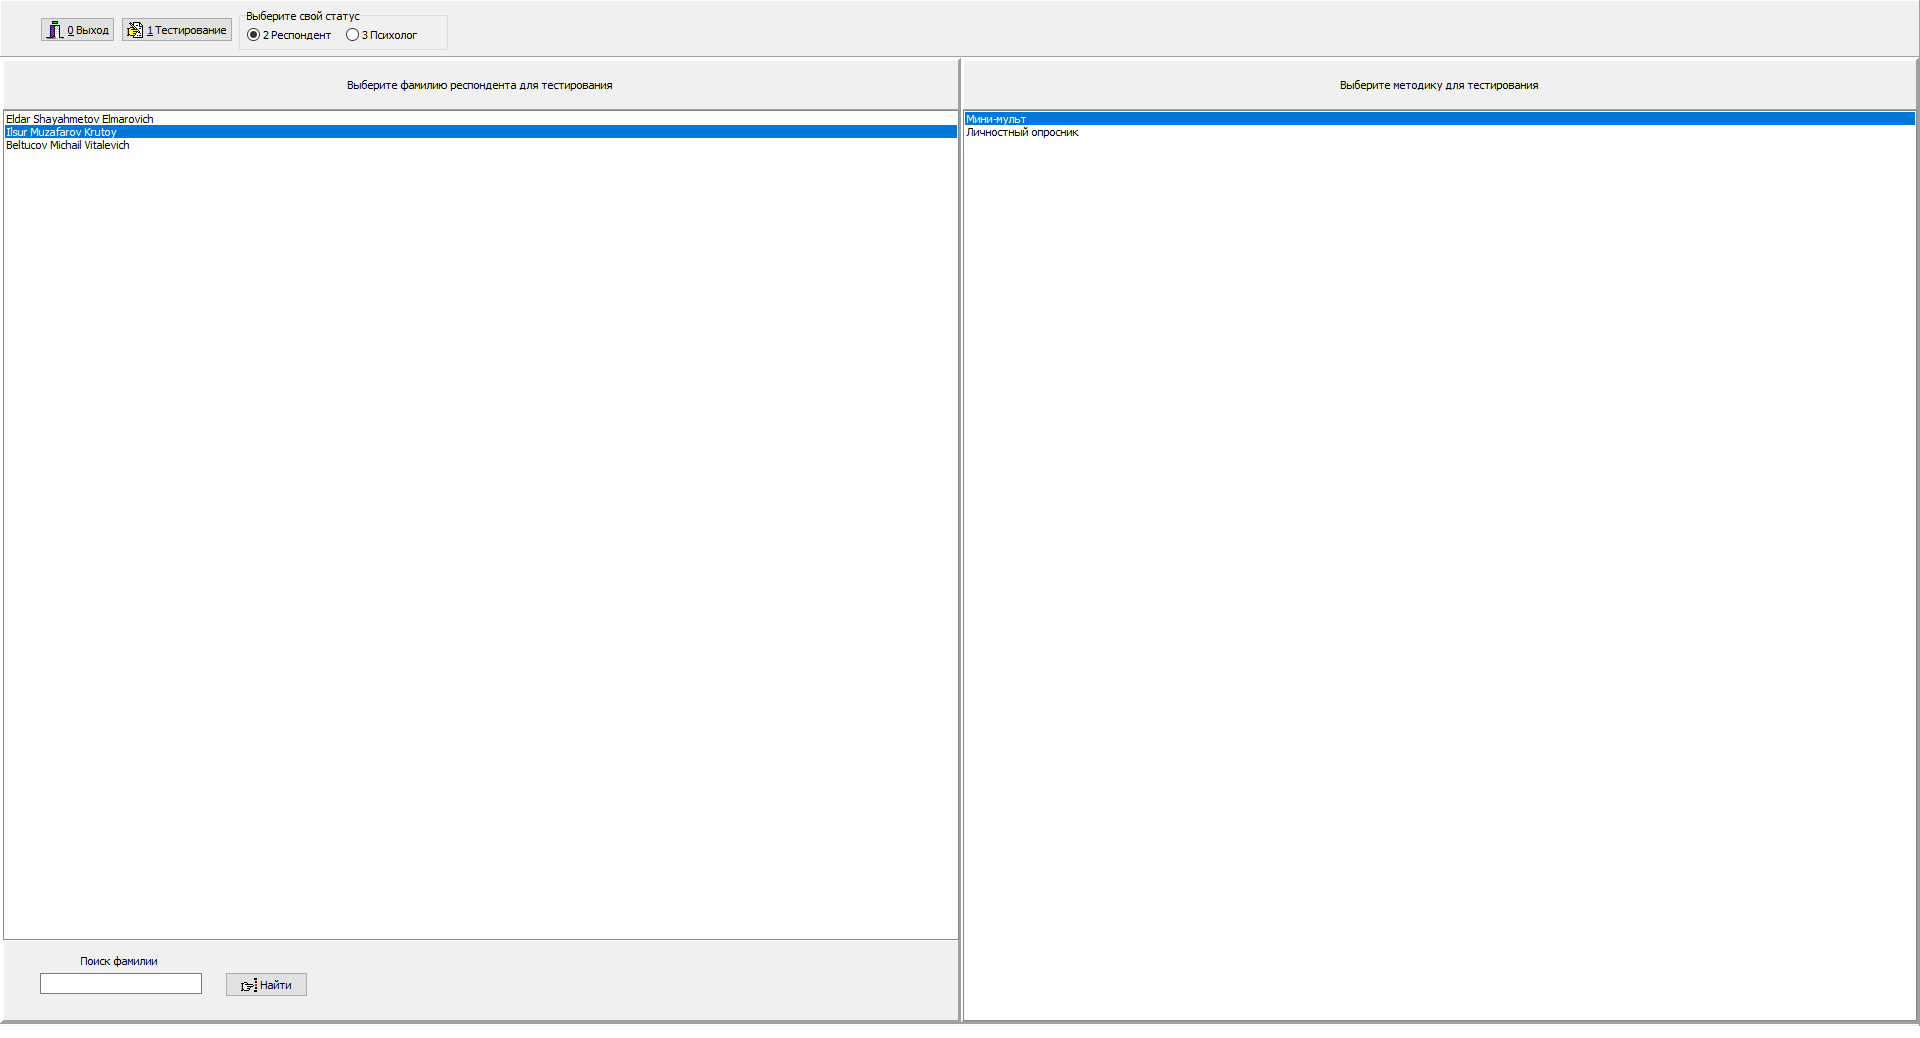 0 Выход
1 Тестирование
Выберите свой статус
2 Респондент
3 Психолог
Выберите фамилию респондента для тестирования
Eldar Shayahmetov Elmarovich
Ilsur Muzafarov Krutoy
Beltucov Michail Vitalevich
Поиск фамилии
Найти
Выберите методику для тестирования
Мини-мульт
Личностный опросник